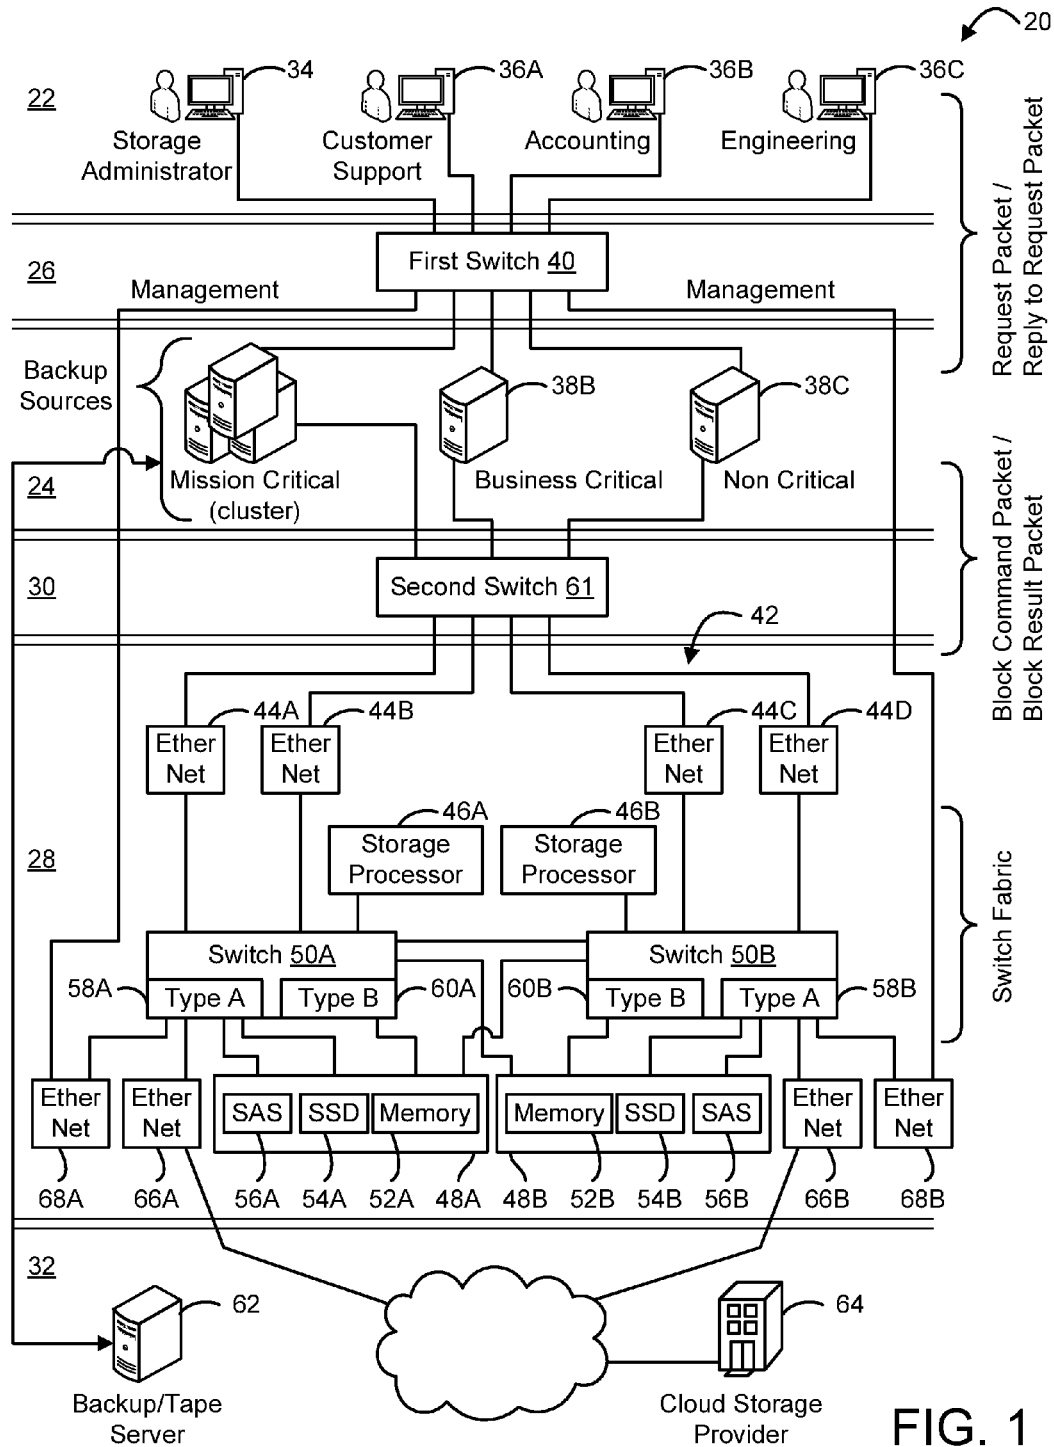 20
34
36A
36B
36C
22
Storage
Administrator
Customer
Support
Accounting
Engineering
Request Packet /
Reply to Request Packet
26
First Switch 40
Management
Management
Backup
Sources
38B
38C
24
Mission Critical
(cluster)
Business Critical
Non Critical
Block Command Packet /
Block Result Packet
30
Second Switch 61
42
44A
44B
44C
44D
Ether
Net
Ether
Net
Ether
Net
Ether
Net
46A
46B
28
Storage
Processor
Storage
Processor
Switch Fabric
Switch 50A
Switch 50B
58A
Type A
Type B
60A
60B
Type B
Type A
58B
Ether
Net
Ether
Net
SAS
SSD
Memory
Memory
SSD
SAS
Ether
Net
Ether
Net
68A
66A
56A
54A
52A
48A
48B
52B
54B
56B
66B
68B
32
62
64
Backup/Tape
Server
Cloud Storage
Provider
FIG. 1